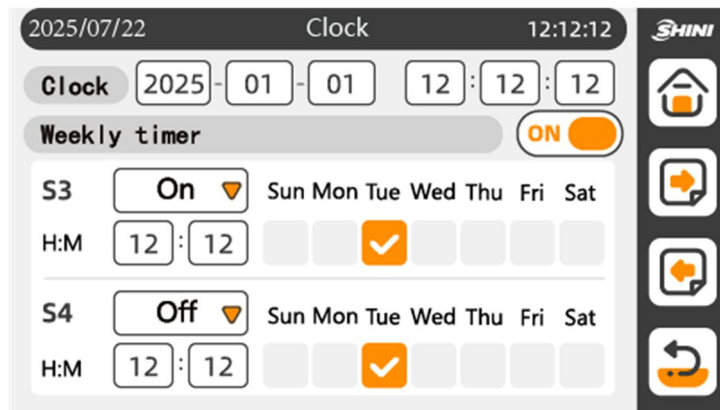 2025/07/22 Clock 12:12:12 SHINI
Clock 2025-01-01 12:12:12
Weekly timer ON
S3 On Sun Mon Tue Wed Thu Fri Sat
H:M 12:12
S4 Off Sun Mon Tue Wed Thu Fri Sat
H:M 12:12